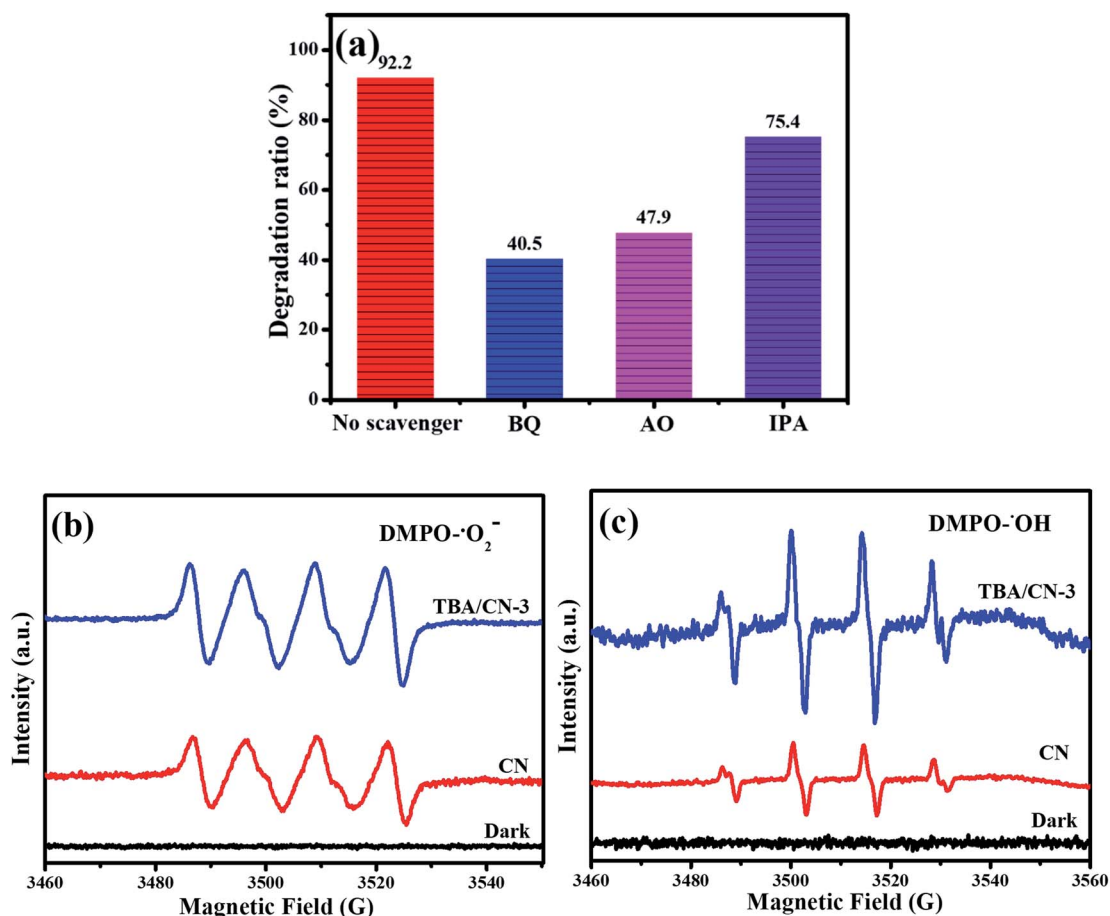 (a)
92.2
40.5
47.9
75.4
Degradation ratio (%)
100
80
60
40
20
0
No scavenger BQ AO IPA
(b)
DMPO-·O₂⁻
TBA/CN-3
CN
Dark
Intensity (a.u.)
3460 3480 3500 3520 3540
Magnetic Field (G)
(c)
DMPO-·OH
TBA/CN-3
CN
Dark
Intensity (a.u.)
3460 3480 3500 3520 3540 3560
Magnetic Field (G)